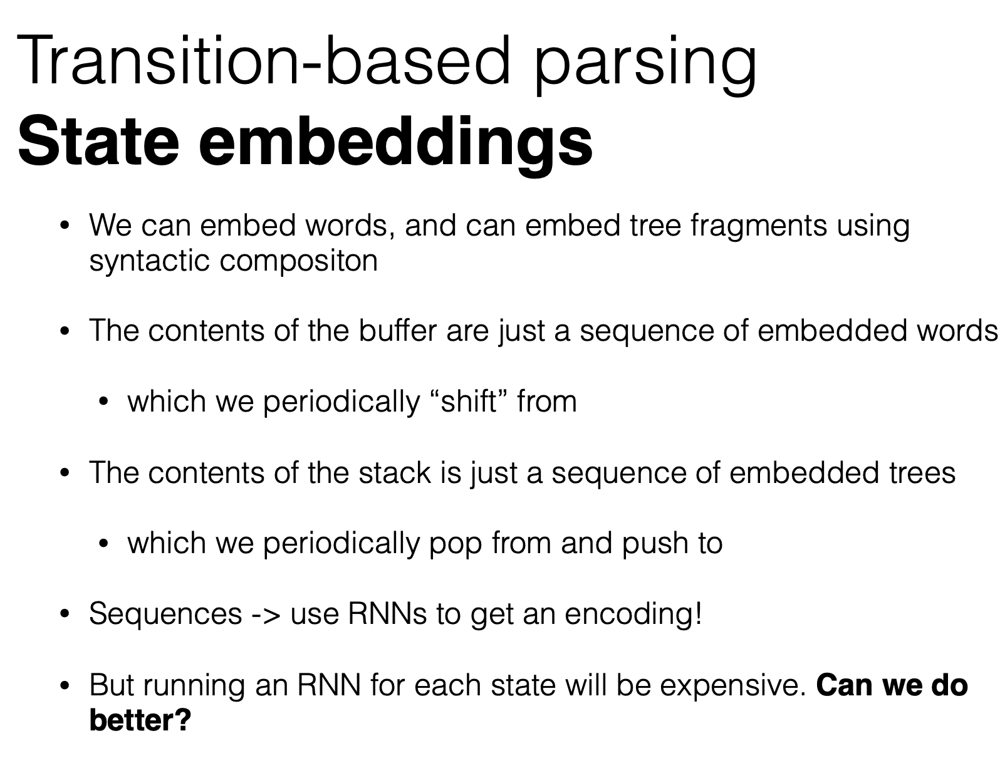 Transition-based parsing
State embeddings
• We can embed words, and can embed tree fragments using
syntactic compositon
• The contents of the buffer are just a sequence of embedded words
• which we periodically “shift” from
• The contents of the stack is just a sequence of embedded trees
• which we periodically pop from and push to
• Sequences -> use RNNs to get an encoding!
• But running an RNN for each state will be expensive. Can we do
better?